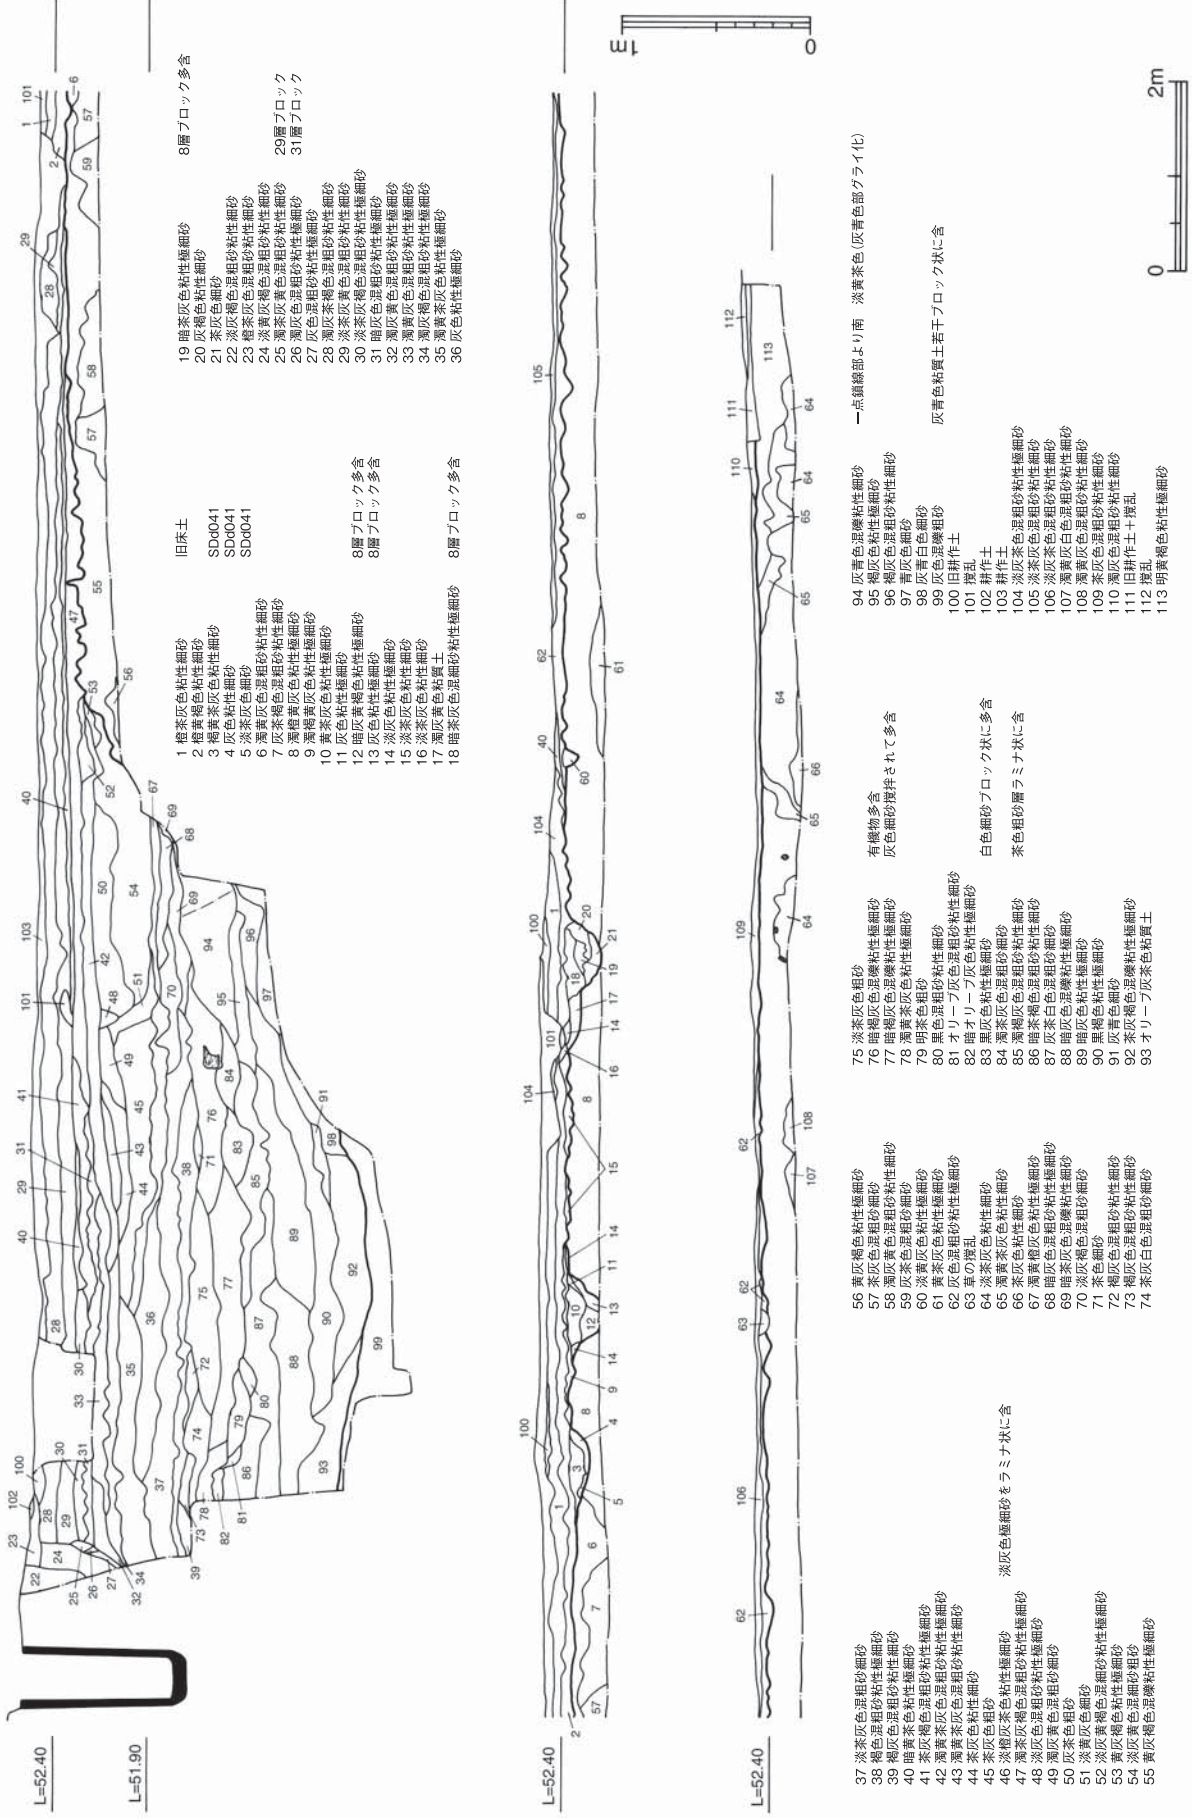 L=52.40
L=51.90
L=52.40
L=52.40
1m
0
0
2m
1 橙茶灰色粘性細砂 旧床土
2 橙黄褐色粘性細砂
3 褐黄茶灰色粘性細砂 SDd041
4 灰色粘性細砂 SDd041
5 淡茶灰色細砂 SDd041
6 濁黄灰色混粗砂粘性細砂
7 灰茶褐色混粗砂粘性細砂
8 濁橙黄灰色粘性極細砂
9 濁褐黄灰色粘性極細砂
10 黄茶灰色粘性極細砂
11 灰色粘性極細砂
12 暗灰黄褐色粘性極細砂 8層ブロック多含
13 灰色粘性極細砂 8層ブロック多含
14 淡灰色粘性極細砂
15 淡茶灰色粘性細砂
16 淡茶灰色粘性極細砂
17 濁灰黄色粘質土
18 暗茶灰色混細砂粘性極細砂 8層ブロック多含
19 暗茶灰色粘性極細砂 8層ブロック多含
20 灰褐色粘性細砂
21 茶灰色細砂
22 淡灰褐色混粗砂粘性細砂
23 橙茶灰色混粗砂粘性細砂
24 淡黄灰褐色混粗砂粘性細砂
25 濁茶灰黄色混粗砂粘性細砂 29層ブロック
26 濁灰色混粗砂粘性極細砂 31層ブロック
27 灰色混粗砂粘性極細砂
28 濁灰茶褐色混粗砂粘性細砂
29 淡茶灰黄色混粗砂粘性細砂
30 淡茶灰褐色混粗砂粘性極細砂
31 暗灰色混粗砂粘性細砂
32 濁灰黄色混粗砂粘性細砂
33 濁黄灰色混粗砂粘性細砂
34 濁灰褐色混粗砂粘性細砂
35 濁黄茶灰色粘性極細砂
36 灰色粘性極細砂
37 淡茶灰色混粗砂細砂
38 褐色混粗砂粘性極細砂
39 褐灰色混粗砂粘性細砂
40 暗黄茶色粘性極細砂
41 茶灰褐色混粗砂粘性細砂
42 濁黄茶灰色混粗砂粘性細砂
43 濁黄茶灰色混粗砂粘性細砂
44 茶灰色粘性細砂
45 茶灰色粗砂
46 淡橙灰茶色粘性極細砂 淡灰色極細砂をラミナ状に含
47 濁茶灰褐色混粗砂粘性極細砂
48 淡灰色混粗砂粘性極細砂
49 濁灰黄色混粗砂細砂
50 灰茶色粗砂
51 淡黄灰色細砂
52 淡灰黄褐色混細砂粘性極細砂
53 黄灰色粘性極細砂
54 淡灰黄色混細砂粗砂
55 黄灰褐色混礫粘性極細砂
56 黄灰褐色粘性極細砂
57 茶灰色混粗砂細砂
58 濁灰黄色混粗砂粘性細砂
59 灰茶色混粗砂細砂
60 淡黄灰色粘性極細砂
61 黄茶灰色粘性極細砂
62 灰色混粗砂粘性極細砂
63 草の攪乱
64 淡茶灰色粘性細砂
65 濁黄茶灰色粘性細砂
66 茶灰色粘性細砂
67 濁黄橙灰色粘性極細砂
68 暗灰色混粗砂粘性極細砂
69 暗茶灰色混礫粘性細砂
70 淡灰褐色混粗砂細砂
71 茶色細砂
72 褐灰色混粗砂粘性細砂
73 褐灰色混粗砂粘性細砂
74 茶灰白色混粗砂細砂
75 淡茶灰色粗砂
76 暗褐灰色混礫粘性極細砂 有機物多含
77 暗褐灰色混礫粘性極細砂 灰色細砂撹拌されて多含
78 濁黄茶灰色粘性極細砂
79 明茶色粗砂
80 黒色混粗砂粘性細砂
81 オリーブ灰色混粗砂粘性細砂
82 暗オリーブ灰色粘性極細砂
83 黒灰色粘性極細砂 白色細砂ブロック状に多含
84 濁茶灰色混粗砂細砂
85 濁褐灰色混粗砂粘性細砂 茶色粗砂層ラミナ状に含
86 暗茶褐色混粗砂粘性細砂
87 灰茶白色混粗砂細砂
88 暗灰色混礫粘性細砂
89 暗灰色粘性極細砂
90 黒褐色粘性極細砂
91 灰青色細砂
92 茶灰褐色混礫粘性極細砂
93 オリーブ灰茶色粘質土
94 灰青色混礫粘性細砂 一点鎖線部より南 淡黄茶色(灰青色部グライ化)
95 褐灰色粘性極細砂
96 褐灰色混粗砂粘性細砂
97 青灰色細砂
98 灰青白色細砂
99 灰色混礫粗砂 灰青色粘質土若干ブロック状に含
100 旧耕作土
101 攪乱
102 耕作土
103 耕作土
104 淡灰茶色混粗砂粘性極細砂
105 淡茶灰色混粗砂粘性細砂
106 淡灰茶色混粗砂粘性細砂
107 濁黄灰白色混粗砂粘性細砂
108 濁黄灰色混粗砂粘性細砂
109 茶灰色混粗砂粘性細砂
110 濁灰色混粗砂粘性細砂
111 旧耕作土+攪乱
112 攪乱
113 明黄褐色粘性極細砂